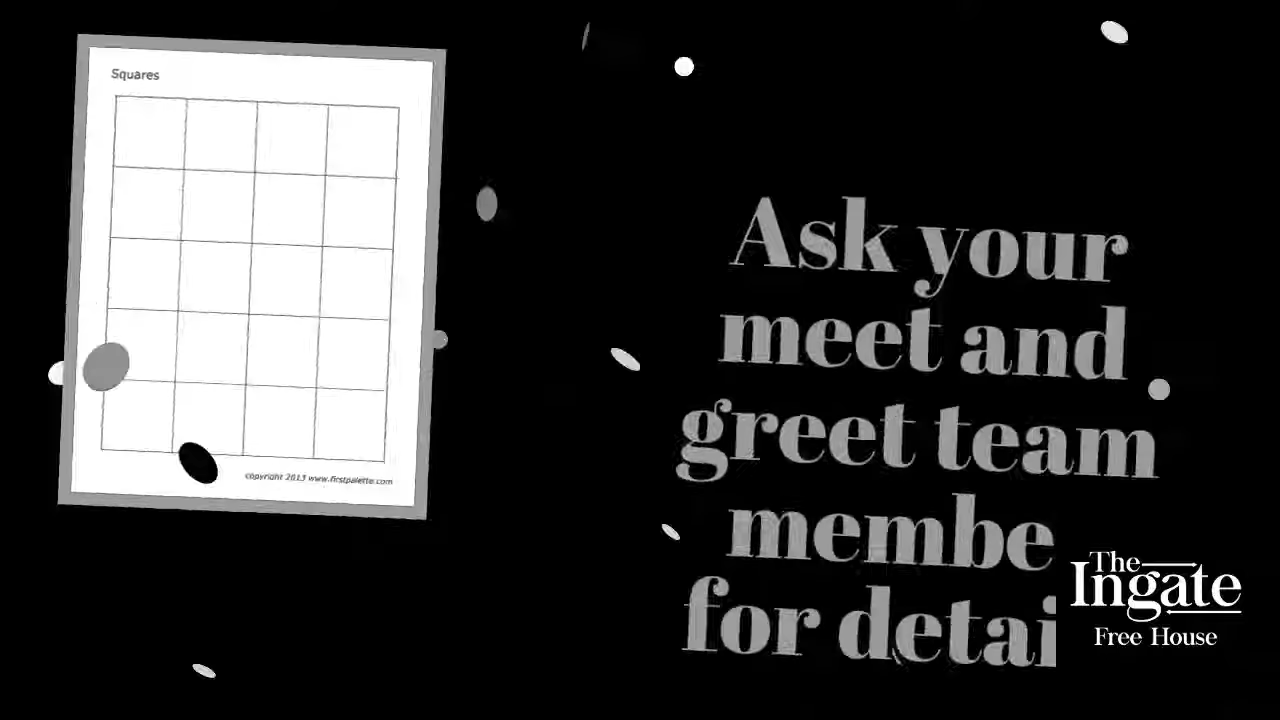 Squares
copyright 2013 www.firstpalette.com
Ask your
meet and
greet team
membe
for detai
The
Ingate
Free House